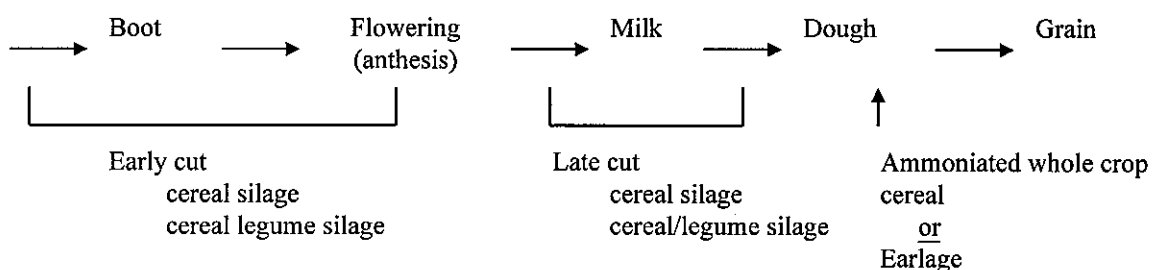 Boot Flowering Milk Dough Grain
(anthesis)
Early cut
cereal silage
cereal legume silage
Late cut
cereal silage
cereal/legume silage
Ammoniated whole crop
cereal
or
Earlage